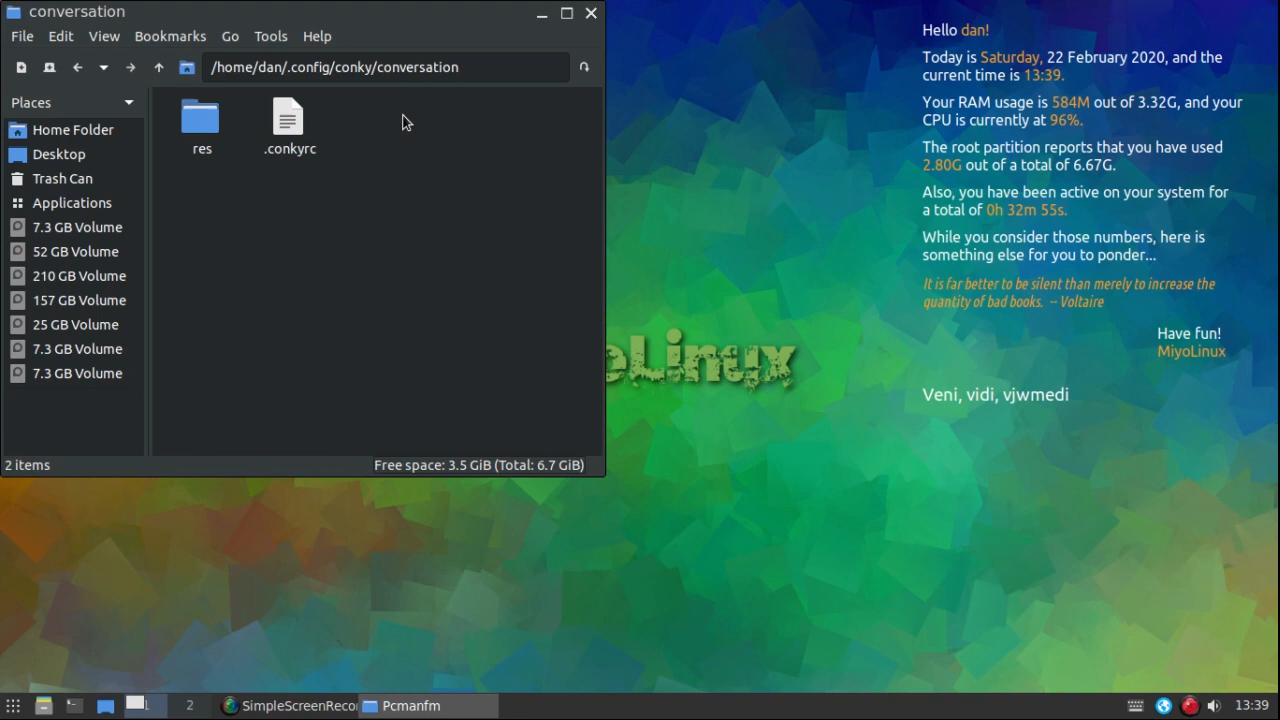 conversation
File Edit View Bookmarks Go Tools Help
/home/dan/.config/conky/conversation
Places
Home Folder
Desktop
Trash Can
Applications
7.3 GB Volume
52 GB Volume
210 GB Volume
157 GB Volume
25 GB Volume
7.3 GB Volume
7.3 GB Volume
res
.conkyrc
2 items
Free space: 3.5 GiB (Total: 6.7 GiB)
oLinux
Hello dan!
Today is Saturday, 22 February 2020, and the
current time is 13:39.
Your RAM usage is 584M out of 3.32G, and your
CPU is currently at 96%.
The root partition reports that you have used
2.80G out of a total of 6.67G.
Also, you have been active on your system for
a total of 0h 32m 55s.
While you consider those numbers, here is
something else for you to ponder...
It is far better to be silent than merely to increase the
quantity of bad books. -- Voltaire
Have fun!
MiyoLinux
Veni, vidi, vjwmedi
1
2
SimpleScreenRecor
Pcmanfm
13:39